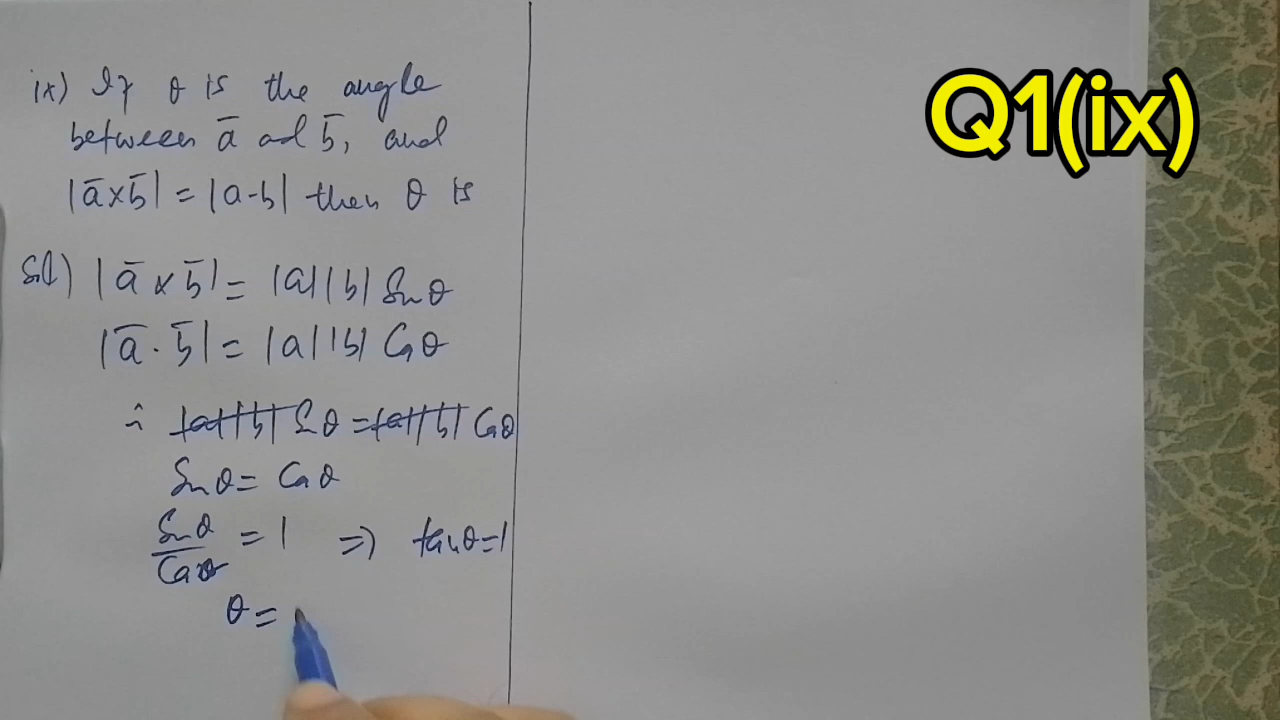 ix) If θ is the angle
between ā ad b̄, and
|ā×b̄| = |a-b| then θ is
Sol) |ā × b̄| = |a||b| Sinθ
|ā · b̄| = |a||b| Cosθ
∴ |a||b| Sinθ = |a||b| Cosθ
Sinθ = Cosθ
Sinθ/Cosθ = 1 ⇒ tanθ=1
θ =
Q1(ix)